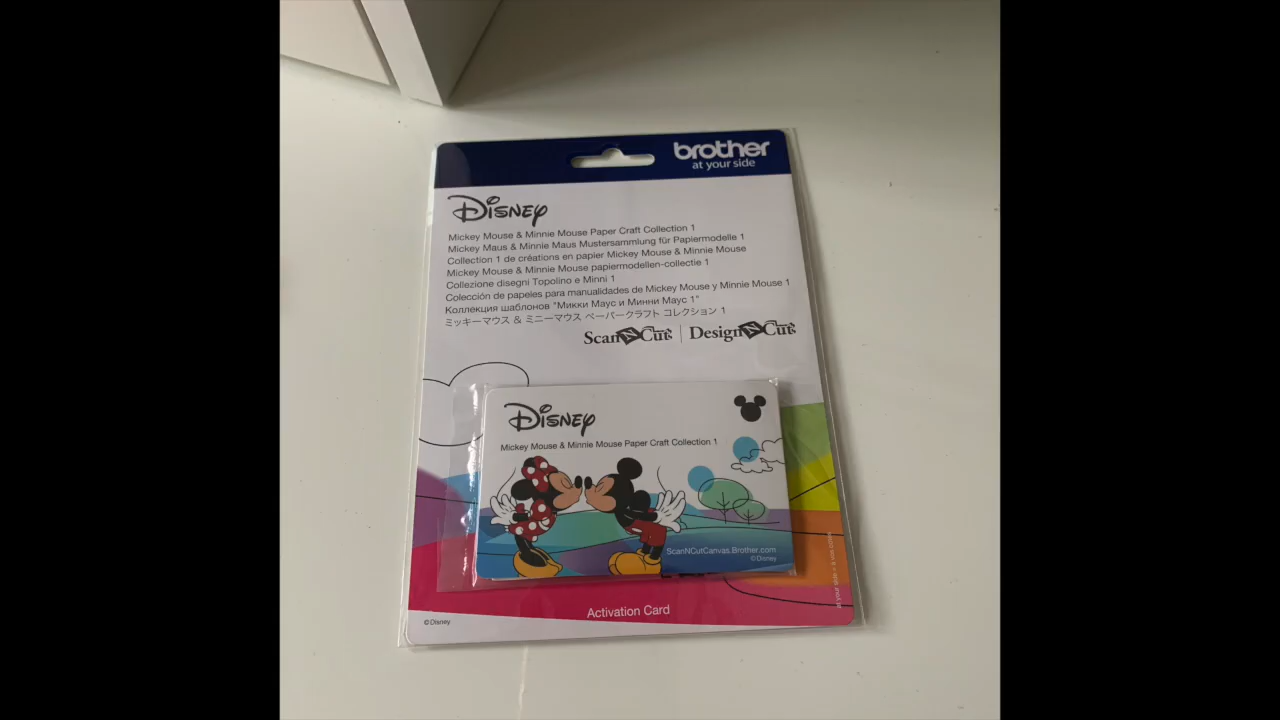 brother
at your side
Disney
Mickey Mouse & Minnie Mouse Paper Craft Collection 1
Mickey Maus & Minnie Maus Mustersammlung für Papiermodelle 1
Collection 1 de créations en papier Mickey Mouse & Minnie Mouse
Mickey Mouse & Minnie Mouse papiermodellen-collectie 1
Collezione disegni Topolino e Minni 1
Colección de papeles para manualidades de Mickey Mouse y Minnie Mouse 1
Коллекция шаблонов "Микки Маус и Минни Маус 1"
ミッキーマウス & ミニーマウス ペーパークラフト コレクション 1
ScanNCut | DesignNCut
Disney
Mickey Mouse & Minnie Mouse Paper Craft Collection 1
ScanNCutCanvas.Brother.com
©Disney
Activation Card
©Disney